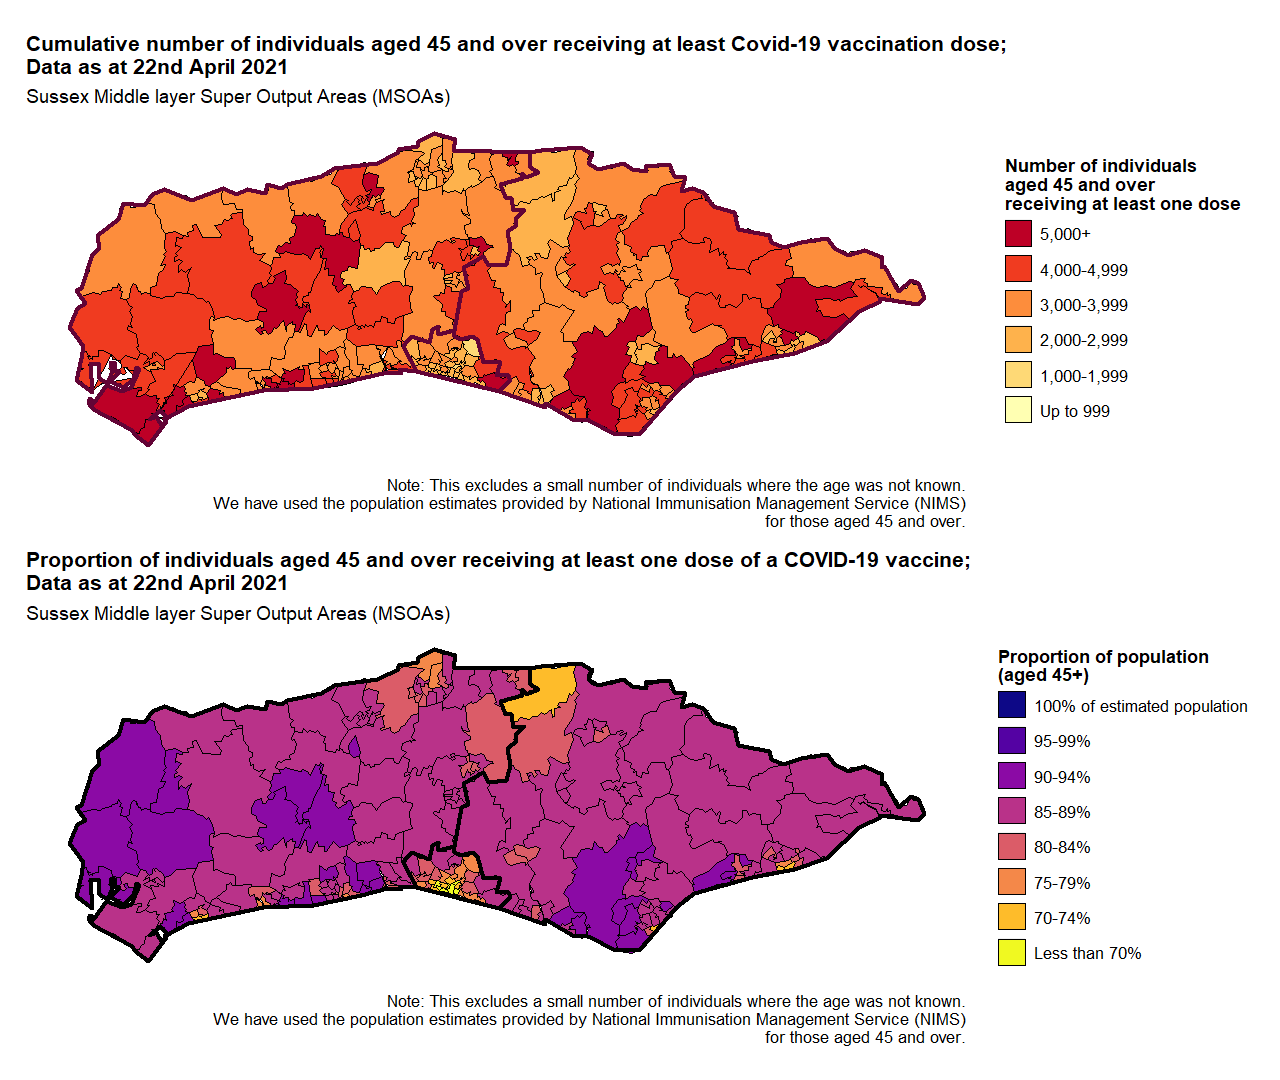 Cumulative number of individuals aged 45 and over receiving at least Covid-19 vaccination dose;
Data as at 22nd April 2021
Sussex Middle layer Super Output Areas (MSOAs)
Number of individuals
aged 45 and over
receiving at least one dose
5,000+
4,000-4,999
3,000-3,999
2,000-2,999
1,000-1,999
Up to 999
Note: This excludes a small number of individuals where the age was not known.
We have used the population estimates provided by National Immunisation Management Service (NIMS)
for those aged 45 and over.
Proportion of individuals aged 45 and over receiving at least one dose of a COVID-19 vaccine;
Data as at 22nd April 2021
Sussex Middle layer Super Output Areas (MSOAs)
Proportion of population
(aged 45+)
100% of estimated population
95-99%
90-94%
85-89%
80-84%
75-79%
70-74%
Less than 70%
Note: This excludes a small number of individuals where the age was not known.
We have used the population estimates provided by National Immunisation Management Service (NIMS)
for those aged 45 and over.